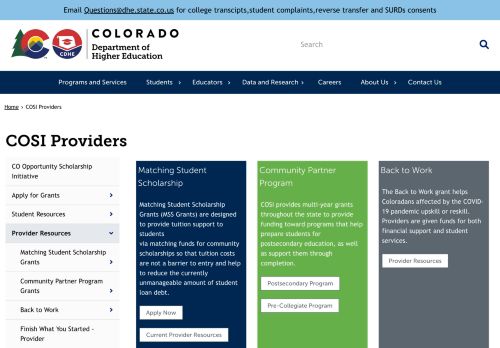 Email Questions@dhe.state.co.us for college transcipts,student complaints,reverse transfer and SURDs consents
COLORADO
Department of
Higher Education
CDHE
Search
Programs and Services
Students
Educators
Data and Research
Careers
About Us
Contact Us
Home > COSI Providers
COSI Providers
CO Opportunity Scholarship
Initiative
Apply for Grants
Student Resources
Provider Resources
Matching Student Scholarship
Grants
Community Partner Program
Grants
Back to Work
Finish What You Started -
Provider
Matching Student
Scholarship
Matching Student Scholarship
Grants (MSS Grants) are designed
to provide tuition support to
students
via matching funds for community
scholarships so that tuition costs
are not a barrier to entry and help
to reduce the currently
unmanageable amount of student
loan debt.
Apply Now
Current Provider Resources
Community Partner
Program
COSI provides multi-year grants
throughout the state to provide
funding toward programs that help
prepare students for
postsecondary education, as well
as support them through
completion.
Postsecondary Program
Pre-Collegiate Program
Back to Work
The Back to Work grant helps
Coloradans affected by the COVID-
19 pandemic upskill or reskill.
Providers are given funds for both
financial support and student
services.
Provider Resources